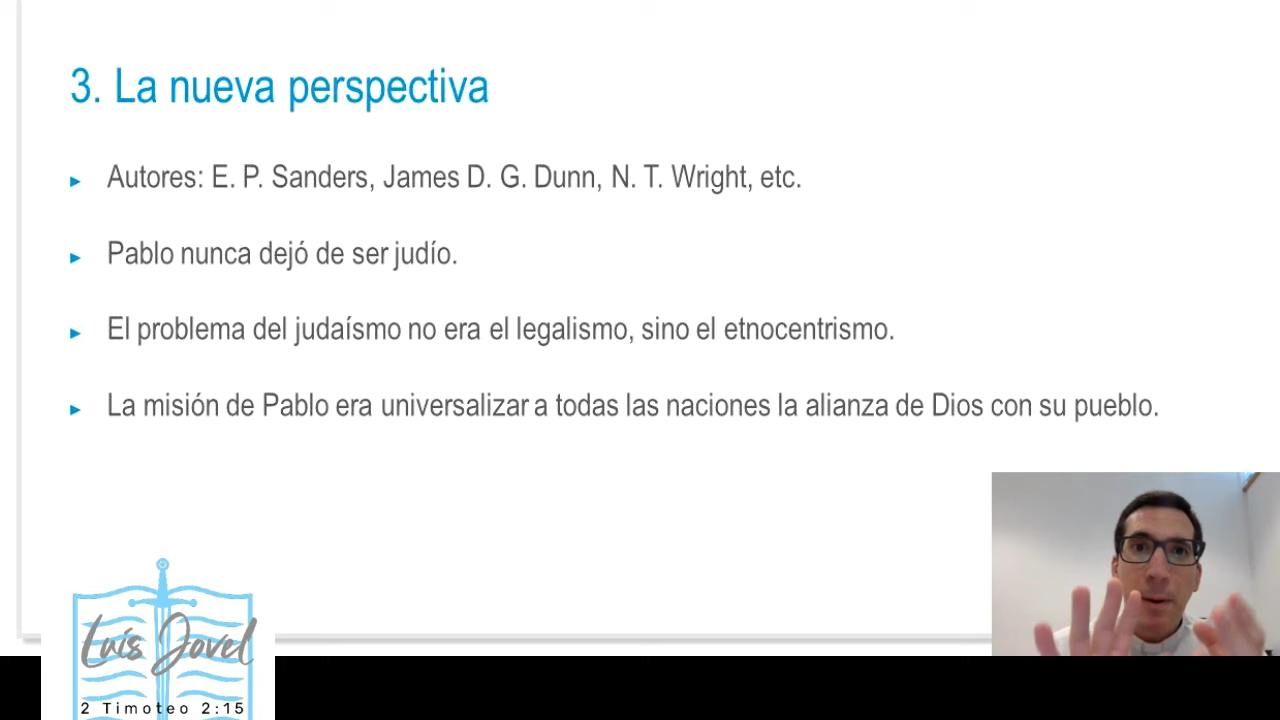 3. La nueva perspectiva
Autores: E. P. Sanders, James D. G. Dunn, N. T. Wright, etc.
Pablo nunca dejó de ser judío.
El problema del judaísmo no era el legalismo, sino el etnocentrismo.
La misión de Pablo era universalizar a todas las naciones la alianza de Dios con su pueblo.
Luis Jovel
2 Timoteo 2:15